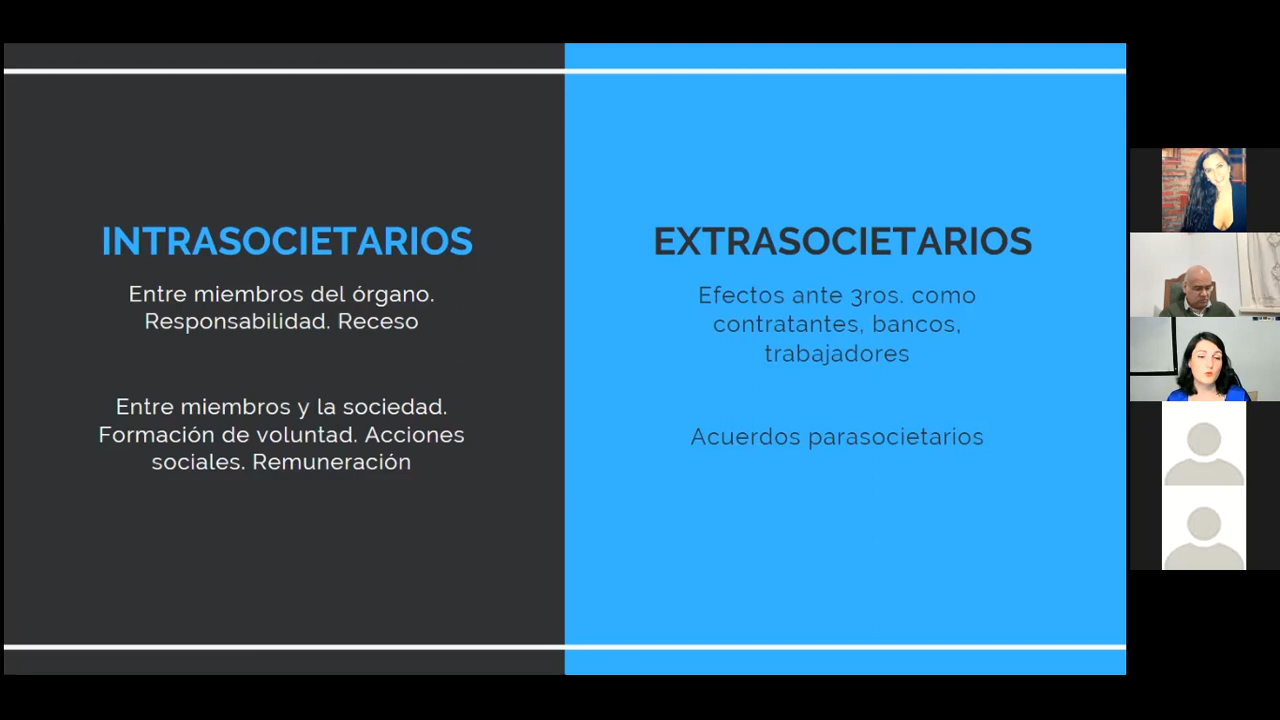 INTRASOCIETARIOS
Entre miembros del órgano.
Responsabilidad. Receso
Entre miembros y la sociedad.
Formación de voluntad. Acciones
sociales. Remuneración
EXTRASOCIETARIOS
Efectos ante 3ros. como
contratantes, bancos,
trabajadores
Acuerdos parasocietarios